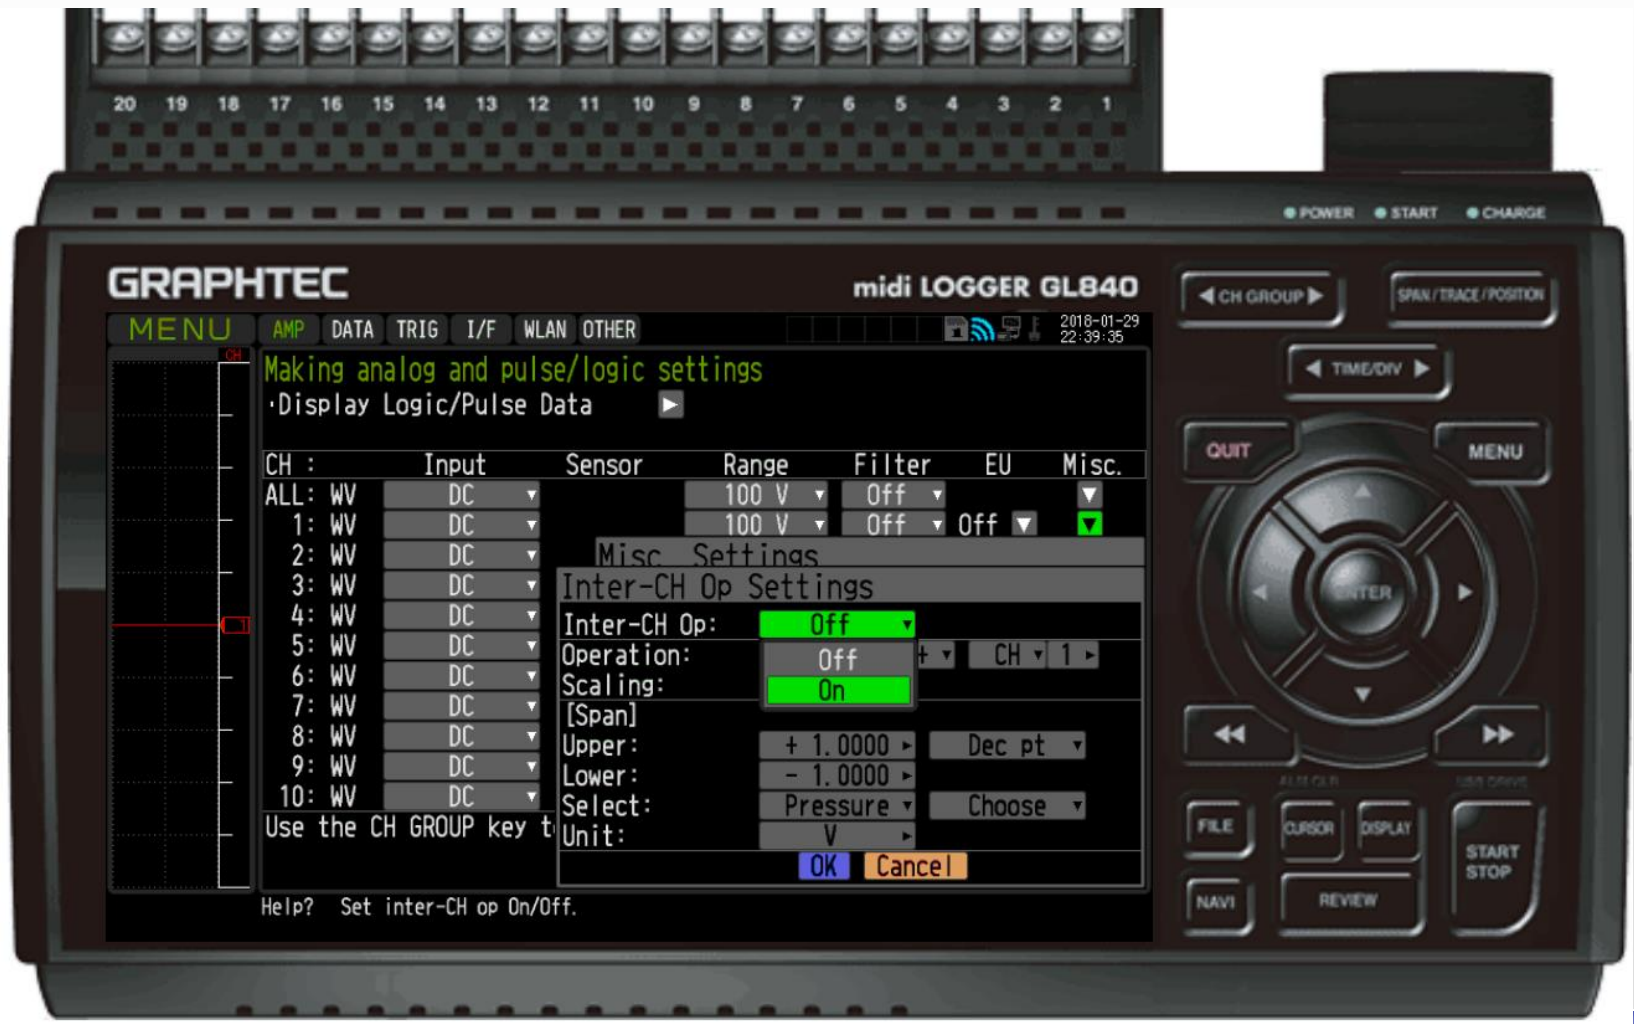 20 19 18 17 16 15 14 13 12 11 10 9 8 7 6 5 4 3 2 1
POWER START CHARGE
GRAPHTEC
midi LOGGER GL840
CH GROUP
SPAN / TRACE / POSITION
TIME/DIV
QUIT
MENU
ENTER
ALM CLR
USB DRIVE
FILE
CURSOR
DISPLAY
START
STOP
NAVI
REVIEW
MENU AMP DATA TRIG I/F WLAN OTHER
2018-01-29
22:39:35
CH
1
Making analog and pulse/logic settings
·Display Logic/Pulse Data
CH : Input Sensor Range Filter EU Misc.
ALL: WV DC 100 V Off
1: WV DC 100 V Off Off
2: WV DC
3: WV DC
4: WV DC
5: WV DC
6: WV DC
7: WV DC
8: WV DC
9: WV DC
10: WV DC
Use the CH GROUP key t
Misc. Settings
Inter-CH Op Settings
Inter-CH Op: Off
Off
On
Operation: + CH 1
Scaling:
[Span]
Upper: + 1.0000 Dec pt
Lower: - 1.0000
Select: Pressure Choose
Unit: V
OK Cancel
Help? Set inter-CH op On/Off.